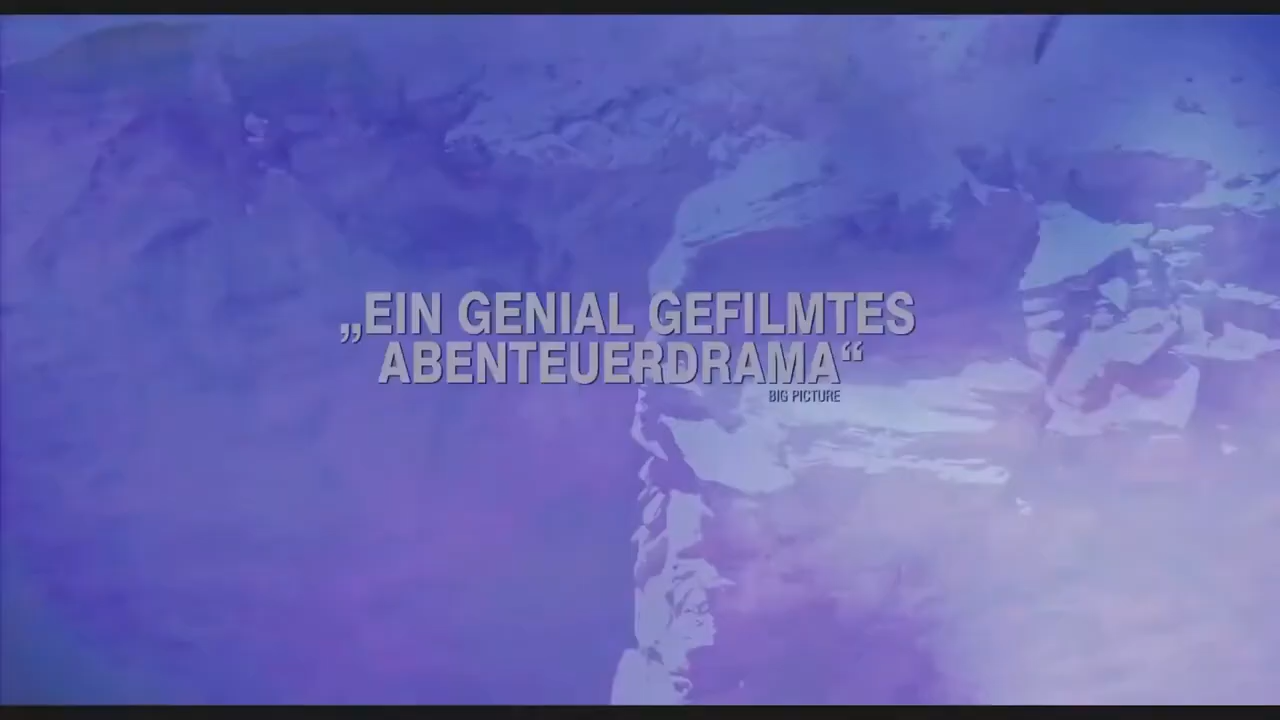 „EIN GENIAL GEFILMTES
ABENTEUERDRAMA“
BIG PICTURE